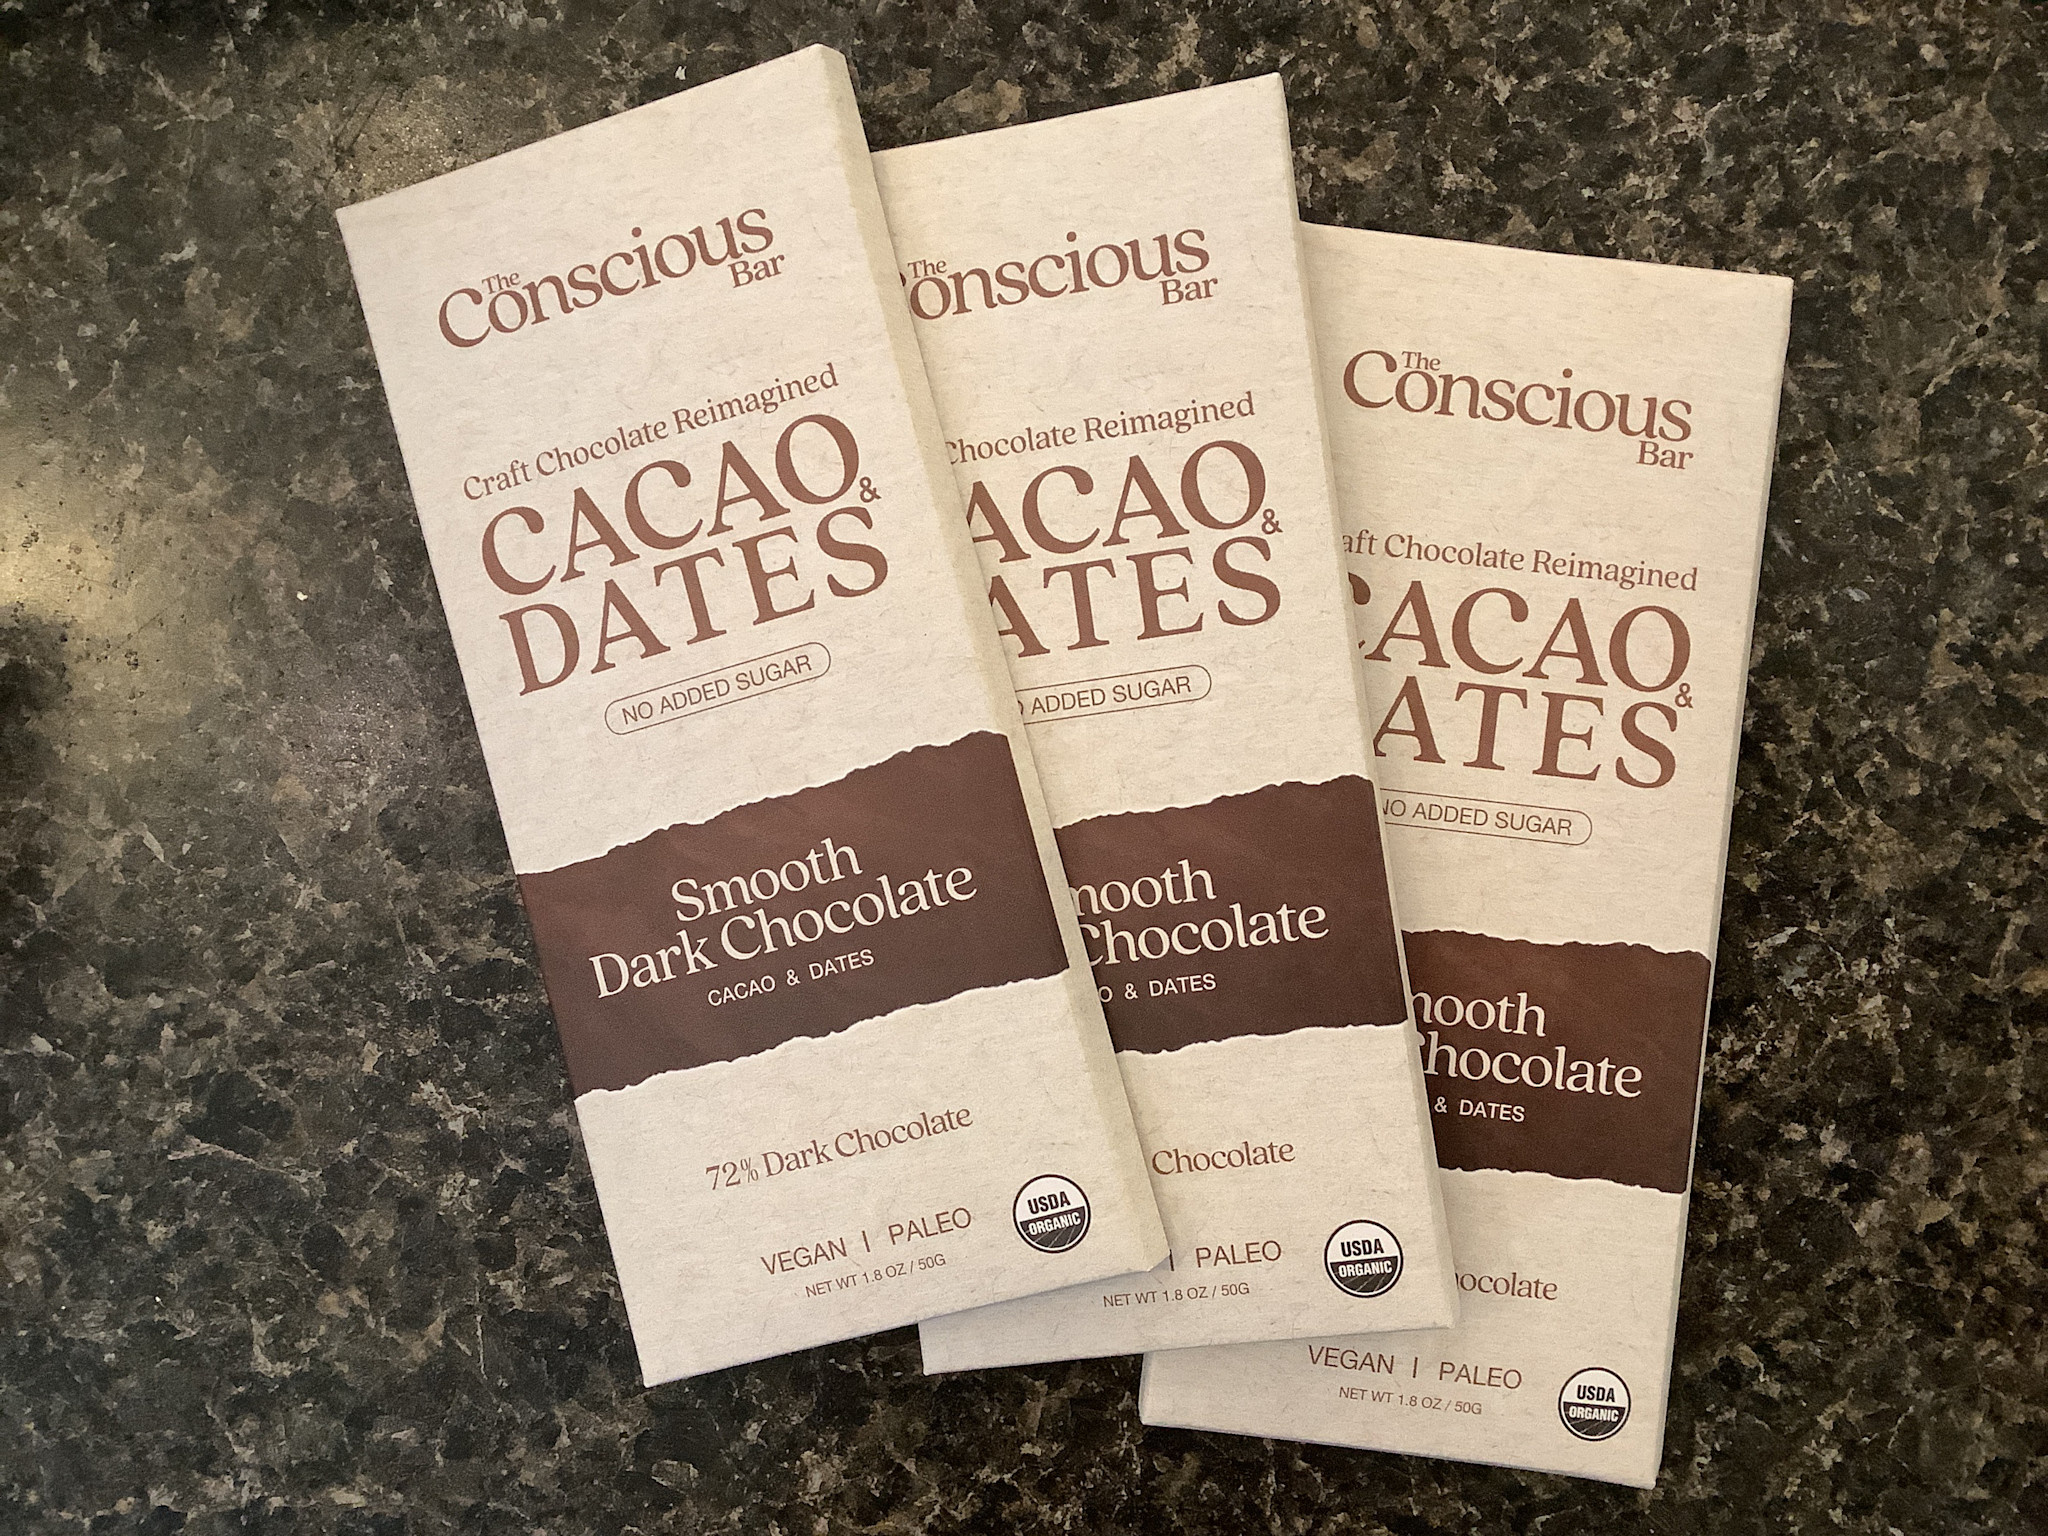 The
Conscious
Bar
Craft Chocolate Reimagined
CACAO &
DATES
NO ADDED SUGAR
Smooth
Dark Chocolate
CACAO & DATES
72% Dark Chocolate
VEGAN | PALEO
NET WT 1.8 OZ / 50G
USDA
ORGANIC
The
onscious
Bar
Chocolate Reimagined
ACAO &
ATES
ADDED SUGAR
mooth
Chocolate
O & DATES
Chocolate
| PALEO
NET WT 1.8 OZ / 50G
USDA
ORGANIC
The
Conscious
Bar
aft Chocolate Reimagined
CACAO &
ATES
NO ADDED SUGAR
mooth
Chocolate
& DATES
hocolate
VEGAN | PALEO
NET WT 1.8 OZ / 50G
USDA
ORGANIC